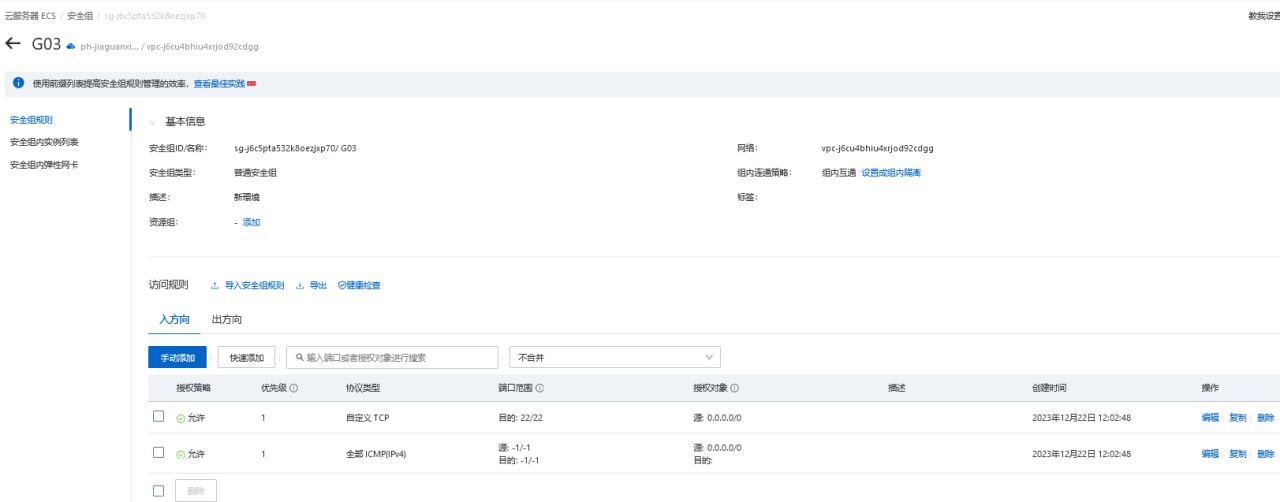 云服务器 ECS / 安全组 / sg-j6c5pta532k8oezjxp70
教我设置
← G03 ph-jiaguanxi... / vpc-j6cu4bhiu4xrjod92cdgg
使用前缀列表提高安全组规则管理的效率，查看最佳实践
安全组规则
安全组内实例列表
安全组内弹性网卡
基本信息
安全组ID/名称: sg-j6c5pta532k8oezjxp70/ G03 网络: vpc-j6cu4bhiu4xrjod92cdgg
安全组类型: 普通安全组 组内连通策略: 组内互通 设置成组内隔离
描述: 新環境 标签:
资源组: - 添加
访问规则 导入安全组规则 导出 健康检查
入方向 出方向
手动添加 快速添加 输入端口或者授权对象进行搜索 不合并
授权策略 优先级 协议类型 端口范围 授权对象 描述 创建时间 操作
允许 1 自定义 TCP 目的: 22/22 源: 0.0.0.0/0 2023年12月22日 12:02:48 编辑 复制 删除
允许 1 全部 ICMP(IPv4) 源: -1/-1 源: 0.0.0.0/0 2023年12月22日 12:02:48 编辑 复制 删除
目的: -1/-1 目的:
删除